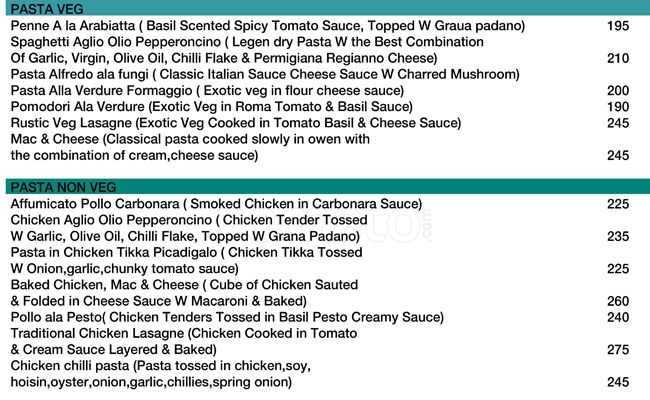 PASTA VEG
Penne A la Arabiatta ( Basil Scented Spicy Tomato Sauce, Topped W Graua padano) 195
Spaghetti Aglio Olio Pepperoncino ( Legen dry Pasta W the Best Combination
Of Garlic, Virgin, Olive Oil, Chilli Flake & Permigiana Regianno Cheese) 210
Pasta Alfredo ala fungi ( Classic Italian Sauce Cheese Sauce W Charred Mushroom)
Pasta Alla Verdure Formaggio ( Exotic veg in flour cheese sauce) 200
Pomodori Ala Verdure (Exotic Veg in Roma Tomato & Basil Sauce) 190
Rustic Veg Lasagne (Exotic Veg Cooked in Tomato Basil & Cheese Sauce) 245
Mac & Cheese (Classical pasta cooked slowly in owen with
the combination of cream,cheese sauce) 245
PASTA NON VEG
Affumicato Pollo Carbonara ( Smoked Chicken in Carbonara Sauce) 225
Chicken Aglio Olio Pepperoncino ( Chicken Tender Tossed
W Garlic, Olive Oil, Chilli Flake, Topped W Grana Padano) 235
Pasta in Chicken Tikka Picadigalo ( Chicken Tikka Tossed
W Onion,garlic,chunky tomato sauce) 225
Baked Chicken, Mac & Cheese ( Cube of Chicken Sauted
& Folded in Cheese Sauce W Macaroni & Baked) 260
Pollo ala Pesto( Chicken Tenders Tossed in Basil Pesto Creamy Sauce) 240
Traditional Chicken Lasagne (Chicken Cooked in Tomato
& Cream Sauce Layered & Baked) 275
Chicken chilli pasta (Pasta tossed in chicken,soy,
hoisin,oyster,onion,garlic,chillies,spring onion) 245